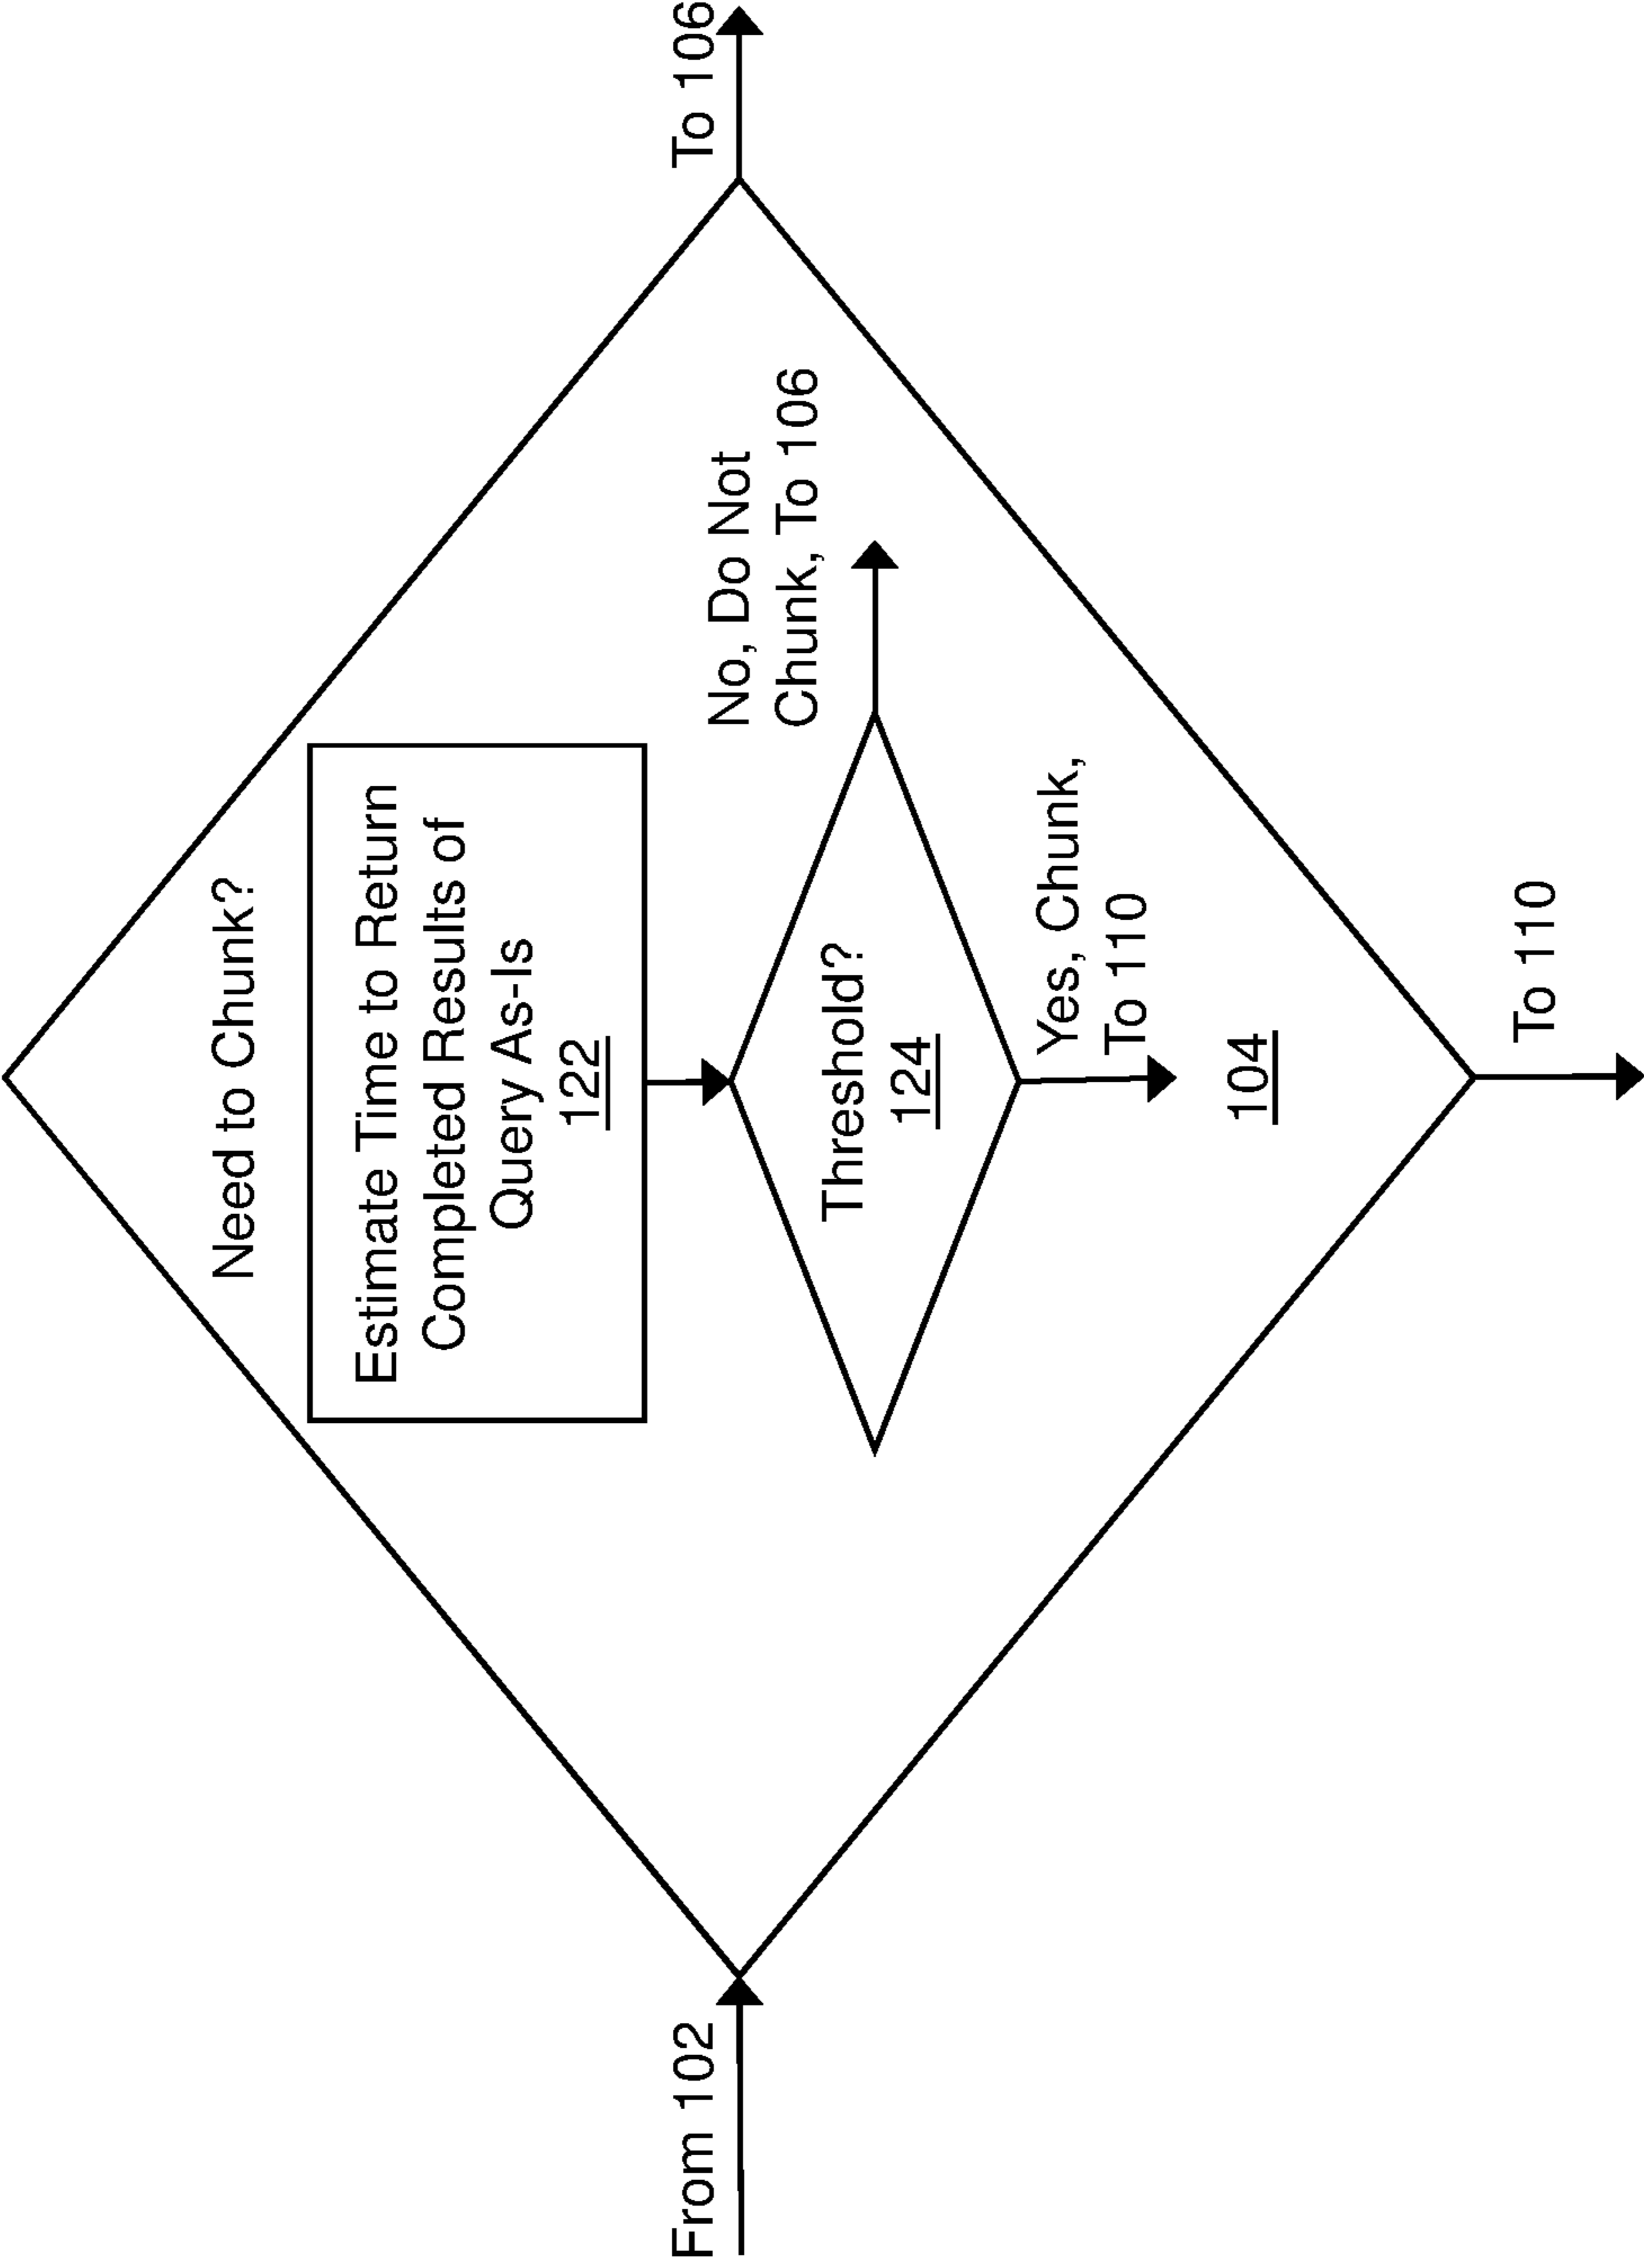 Need to Chunk?
Estimate Time to Return
Completed Results of
Query As-Is
122
From 102
To 106
No, Do Not
Chunk, To 106
Threshold?
124
Yes, Chunk,
To 110
104
To 110